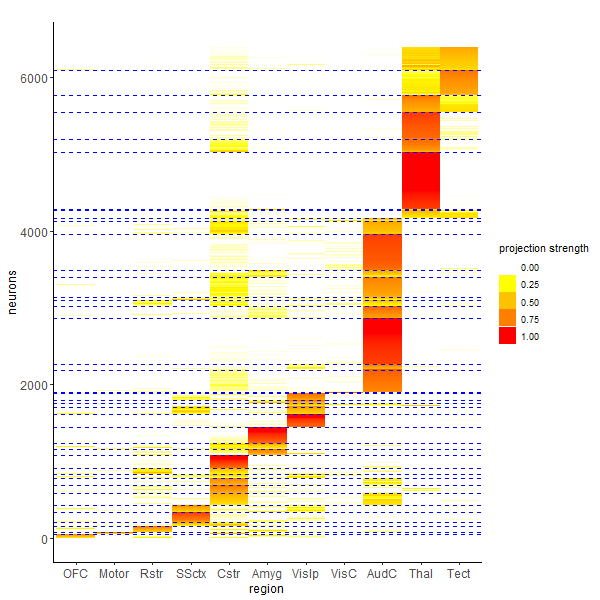 6000
4000
2000
0
neurons
OFC Motor Rstr SSctx Cstr Amyg VisIp VisC AudC Thal Tect
region
projection strength
0.00
0.25
0.50
0.75
1.00